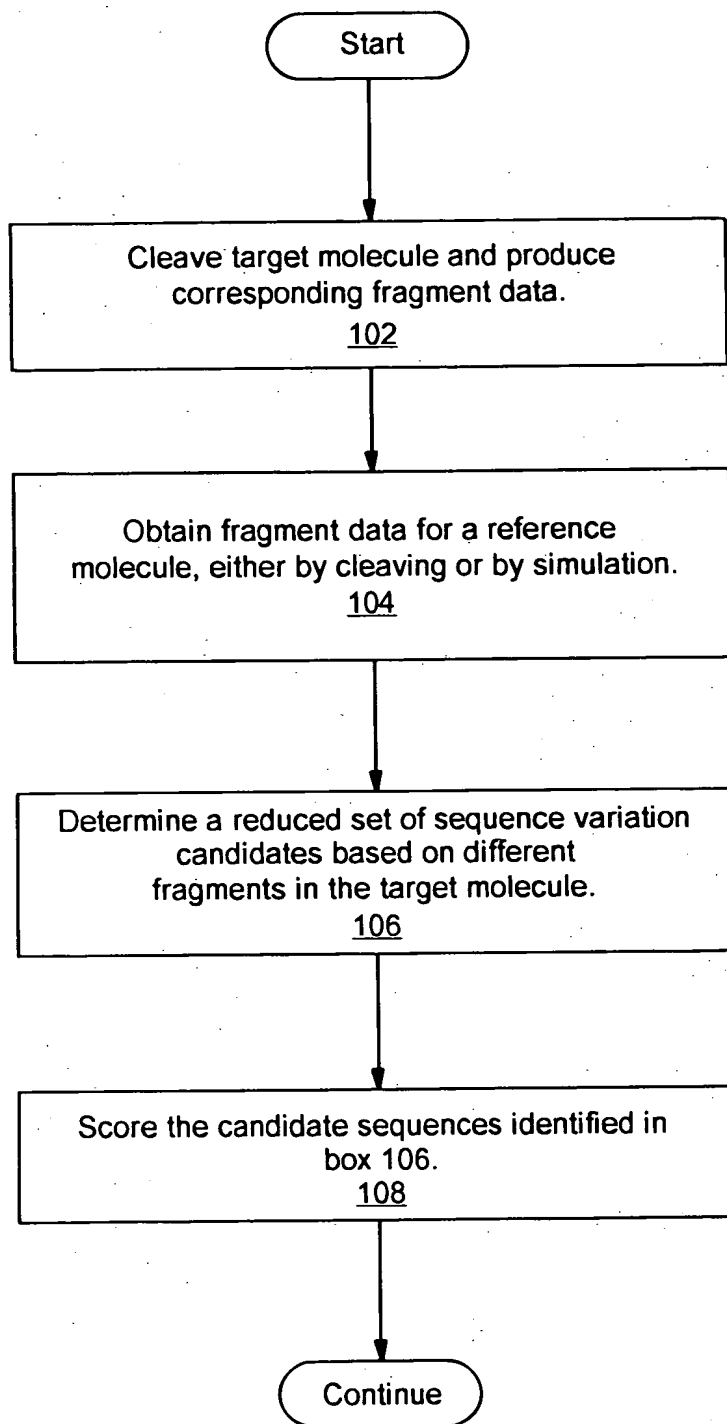 Start
Cleave target molecule and produce
corresponding fragment data.
102
Obtain fragment data for a reference
molecule, either by cleaving or by simulation.
104
Determine a reduced set of sequence variation
candidates based on different
fragments in the target molecule.
106
Score the candidate sequences identified in
box 106.
108
Continue